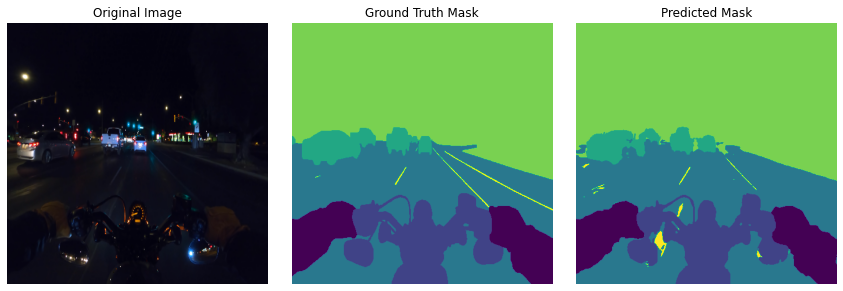 Original Image
Ground Truth Mask
Predicted Mask